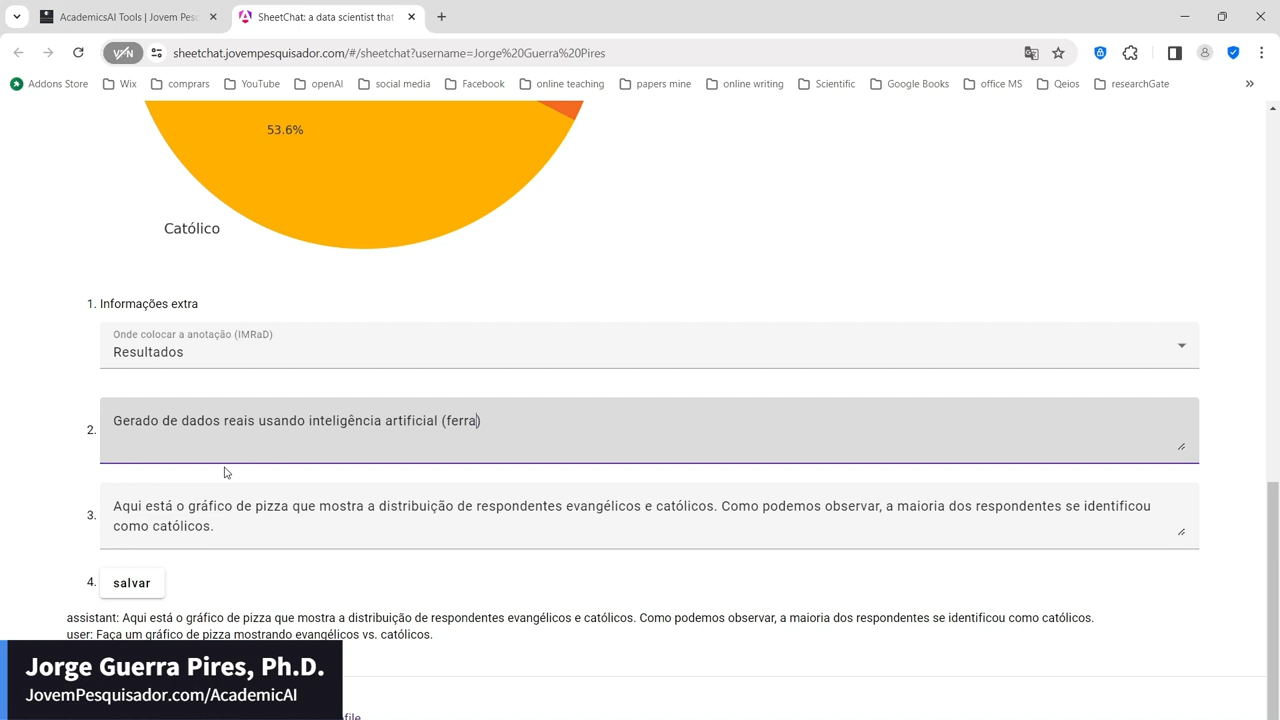 AcademicsAI Tools | Jovem Pesq
SheetChat: a data scientist that
sheetchat.jovempesquisador.com/#/sheetchat?username=Jorge%20Guerra%20Pires
Addons Store
Wix
comprars
YouTube
openAI
social media
Facebook
online teaching
papers mine
online writing
Scientific
Google Books
office MS
Qeios
researchGate
53.6%
Católico
1. Informações extra
Onde colocar a anotação (IMRaD)
Resultados
2. Gerado de dados reais usando inteligência artificial (ferra)
3. Aqui está o gráfico de pizza que mostra a distribuição de respondentes evangélicos e católicos. Como podemos observar, a maioria dos respondentes se identificou
como católicos.
4. salvar
assistant: Aqui está o gráfico de pizza que mostra a distribuição de respondentes evangélicos e católicos. Como podemos observar, a maioria dos respondentes se identificou como católicos.
user: Faça um gráfico de pizza mostrando evangélicos vs. católicos.
Jorge Guerra Pires, Ph.D.
JovemPesquisador.com/AcademicAI